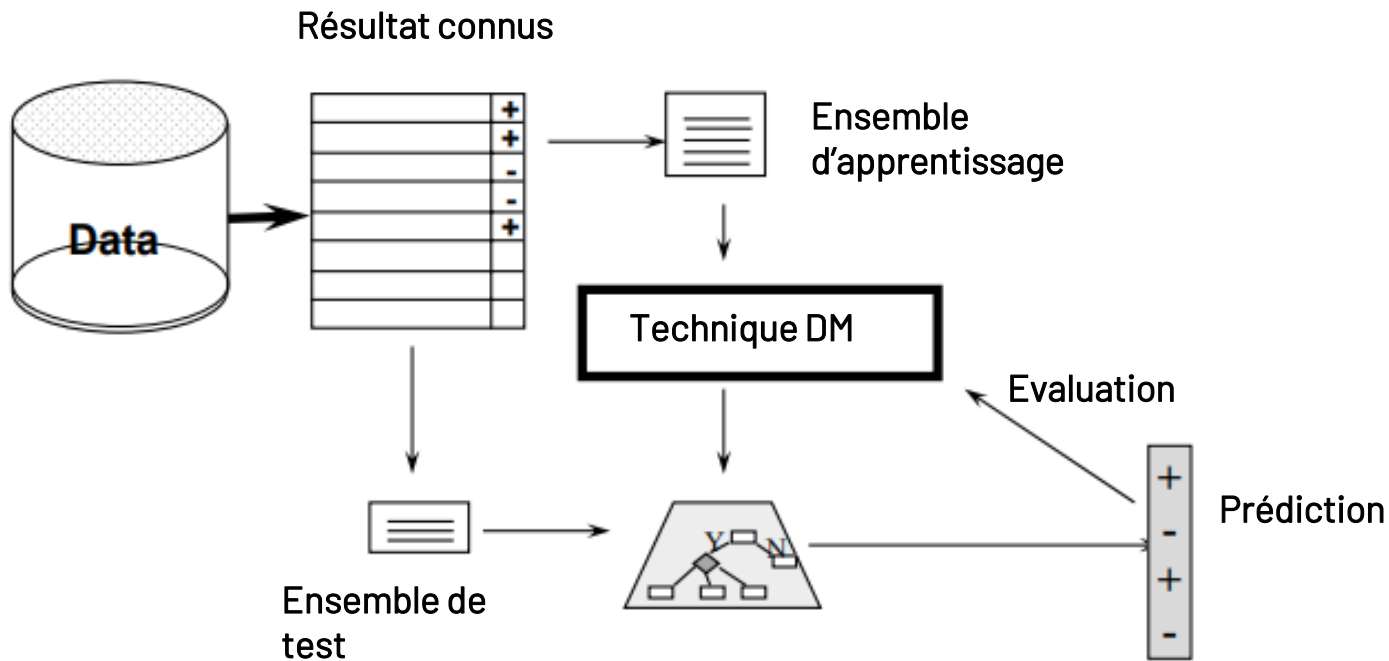 Résultat connus
+
+
-
-
+
Data
Ensemble
d'apprentissage
Technique DM
Evaluation
Y
N
+
-
+
-
Prédiction
Ensemble de
test